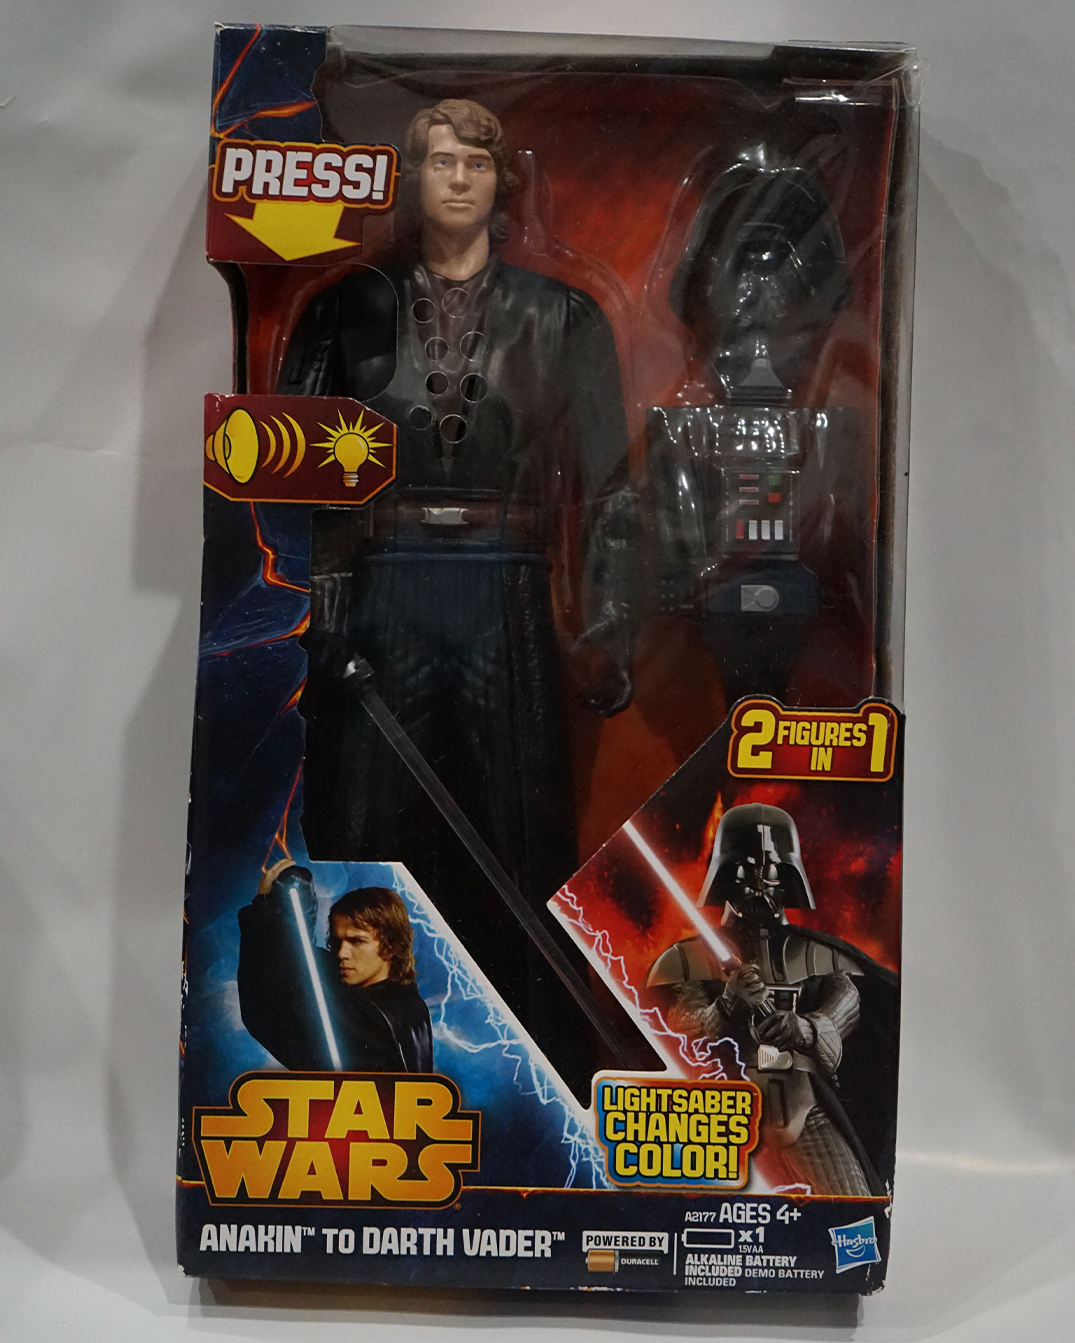 PRESS!
2 FIGURES IN 1
STAR
WARS
LIGHTSABER
CHANGES
COLOR!
ANAKIN™ TO DARTH VADER™
POWERED BY
DURACELL
A2177 AGES 4+
x1
1.5V AA
ALKALINE BATTERY
INCLUDED DEMO BATTERY
INCLUDED
Hasbro